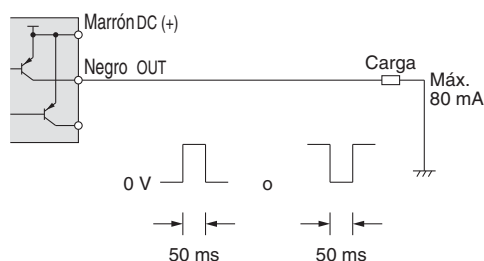 Marrón DC (+)
Negro OUT
Carga
Máx.
80 mA
0 V
o
50 ms
50 ms